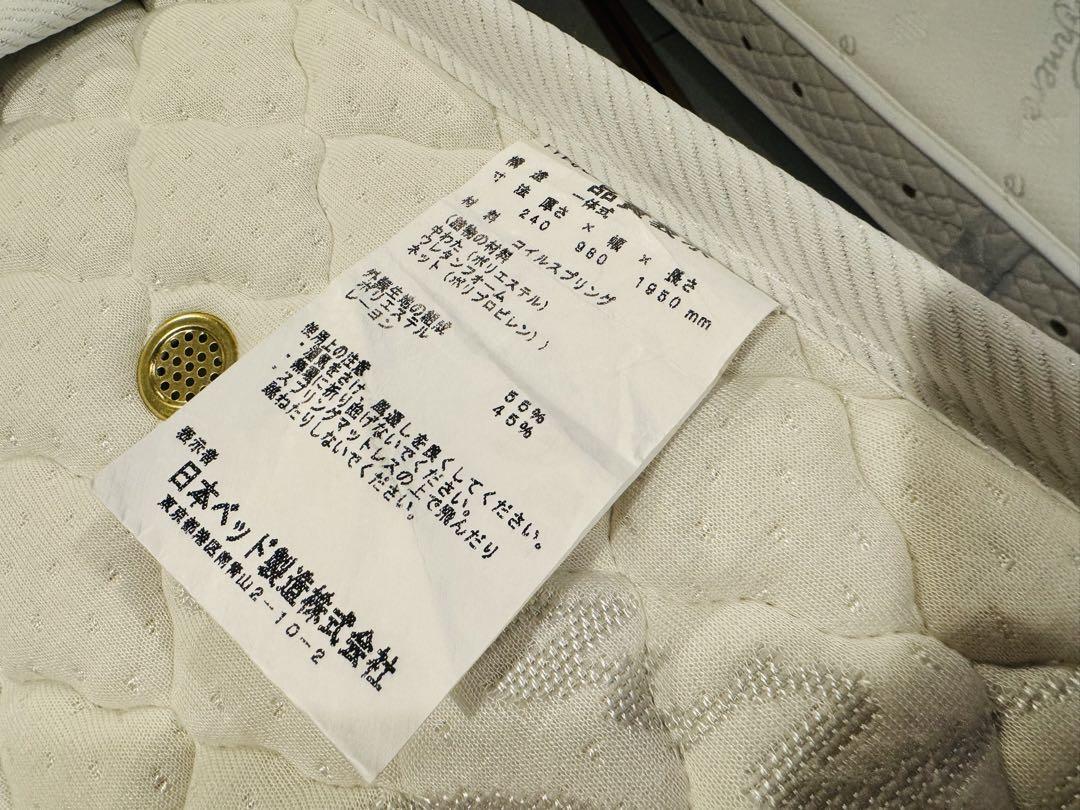 構造 一体式
寸法 厚さ × 幅 × 長さ
240 980 1950 mm
材料 コイルスプリング
(詰物の材料
中わた(ポリエステル)
ウレタンフォーム
ネット(ポリプロピレン))
外張生地の組成
ポリエステル 55%
レーヨン 45%
使用上の注意
・湿気をさけ、風通しを良くしてください。
・無理に折り曲げないでください。
・スプリングマットレスの上で飛んだり
跳ねたりしないでください。
表示者
日本ベッド製造株式会社
東京都港区南青山2-10-2